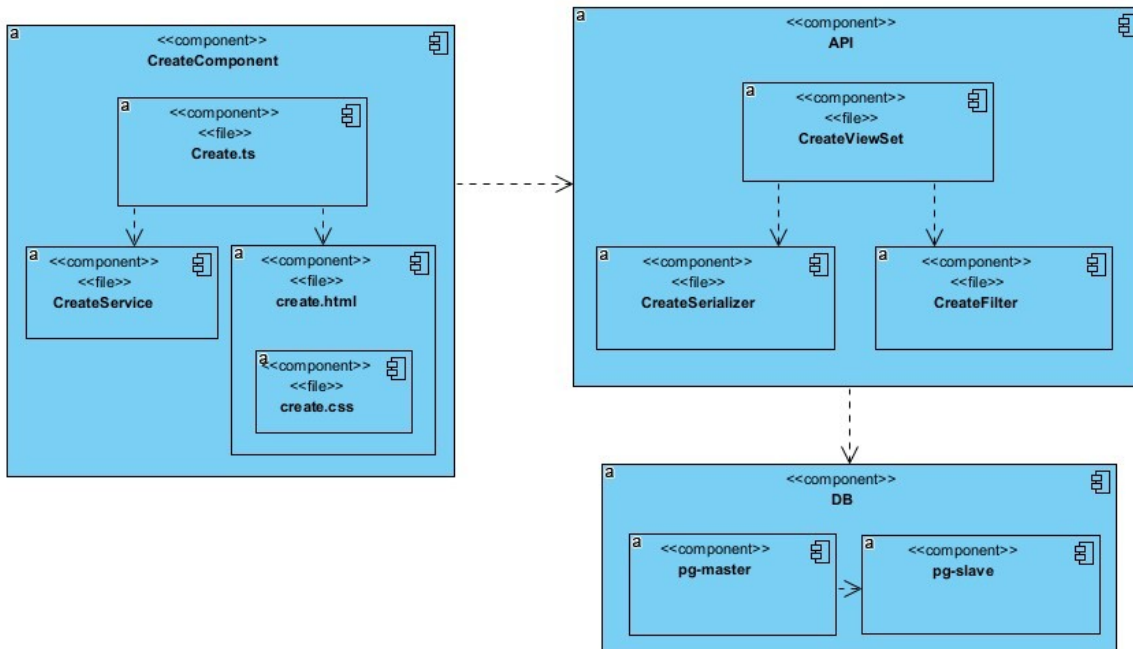 a
<<component>>
CreateComponent
a
<<component>>
<<file>>
Create.ts
a
<<component>>
<<file>>
CreateService
a
<<component>>
<<file>>
create.html
a
<<component>>
<<file>>
create.css
a
<<component>>
API
a
<<component>>
<<file>>
CreateViewSet
a
<<component>>
<<file>>
CreateSerializer
a
<<component>>
<<file>>
CreateFilter
a
<<component>>
DB
a
<<component>>
pg-master
a
<<component>>
pg-slave